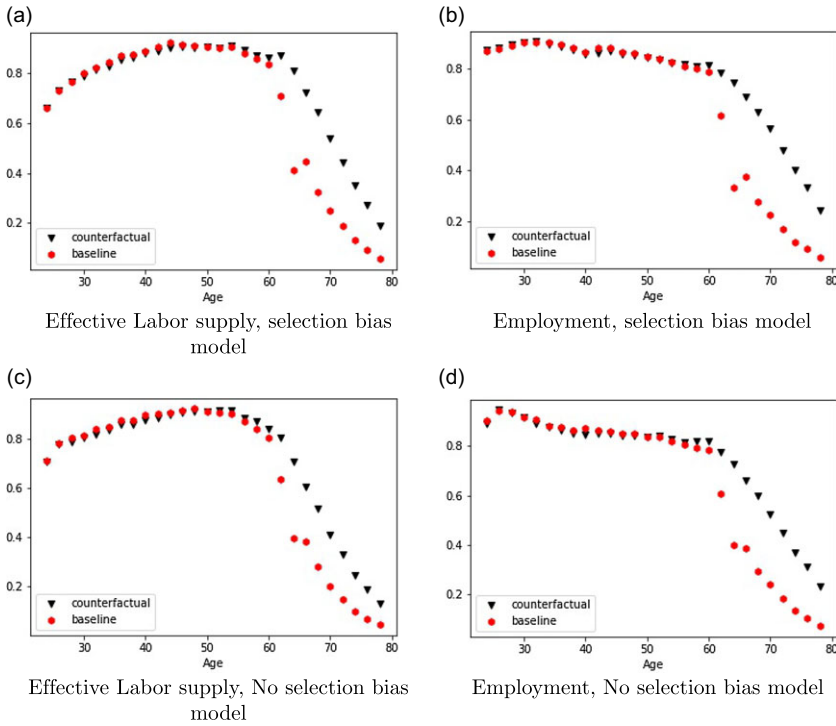 (a)
0.8
0.6
0.4
0.2
counterfactual
baseline
30 40 50 60 70 80
Age
Effective Labor supply, selection bias
model
(b)
0.8
0.6
0.4
0.2
counterfactual
baseline
30 40 50 60 70 80
Age
Employment, selection bias model
(c)
0.8
0.6
0.4
0.2
counterfactual
baseline
30 40 50 60 70 80
Age
Effective Labor supply, No selection bias
model
(d)
0.8
0.6
0.4
0.2
counterfactual
baseline
30 40 50 60 70 80
Age
Employment, No selection bias model